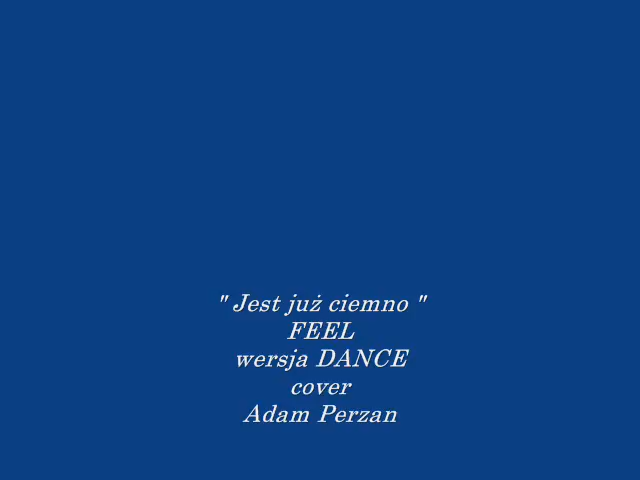 " Jest już ciemno "
FEEL
wersja DANCE
cover
Adam Perzan